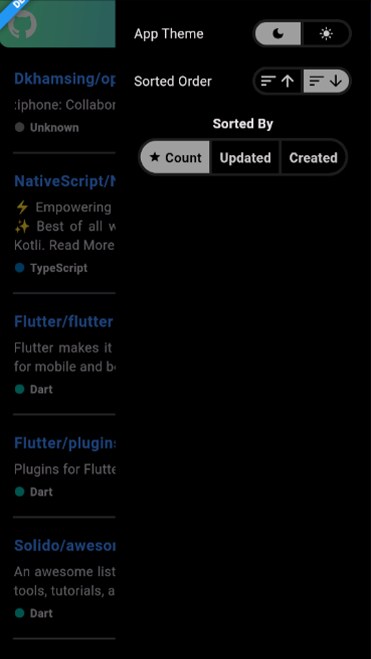 App Theme
Sorted Order
Sorted By
★ Count Updated Created
Dkhamsing/op
:iphone: Collabor
Unknown
NativeScript/N
⚡ Empowering
✨ Best of all w
Kotli. Read More
TypeScript
Flutter/flutter
Flutter makes it
for mobile and be
Dart
Flutter/plugins
Plugins for Flutte
Dart
Solido/aweso
An awesome list
tools, tutorials, a
Dart